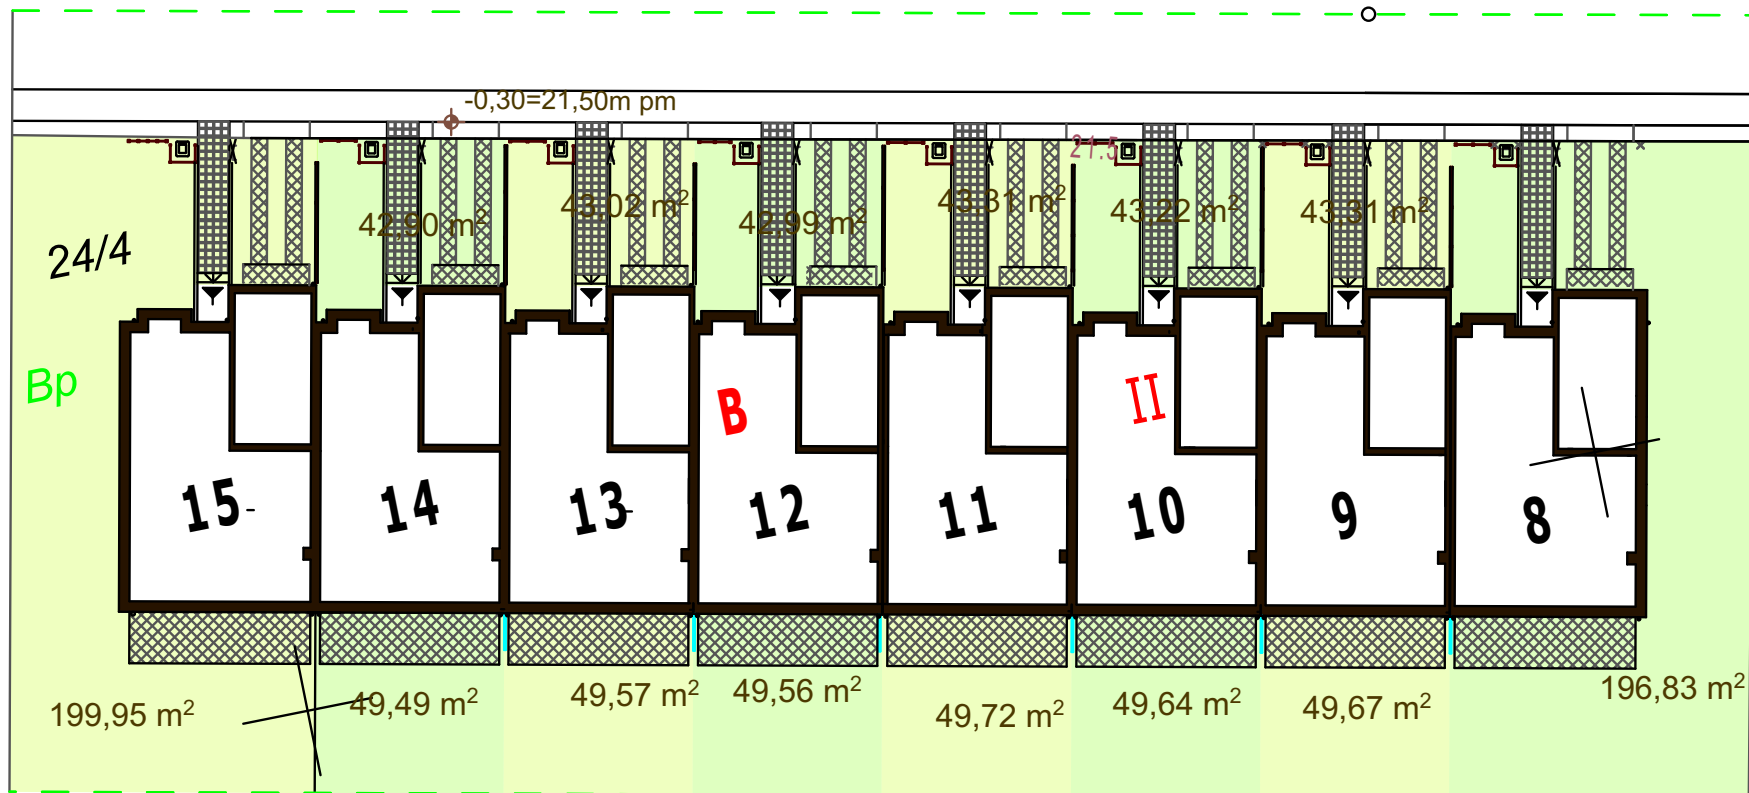 -0,30=21,50m pm
21.5
42,90 m²
43,02 m²
42,99 m²
43,31 m²
43,22 m²
43,31 m²
24/4
Bp
B
II
15
14
13
12
11
10
9
8
199,95 m²
49,49 m²
49,57 m²
49,56 m²
49,72 m²
49,64 m²
49,67 m²
196,83 m²